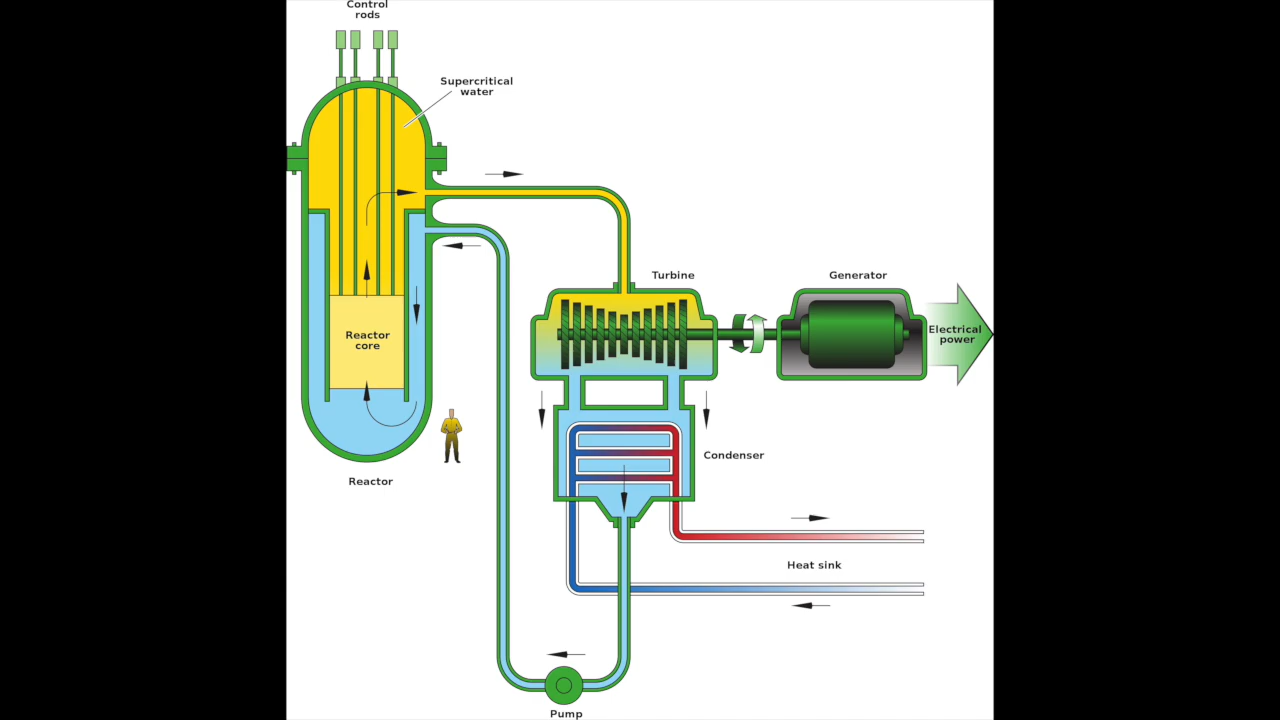 Control
rods
Supercritical
water
Turbine
Generator
Reactor
core
Electrical
power
Condenser
Reactor
Heat sink
Pump